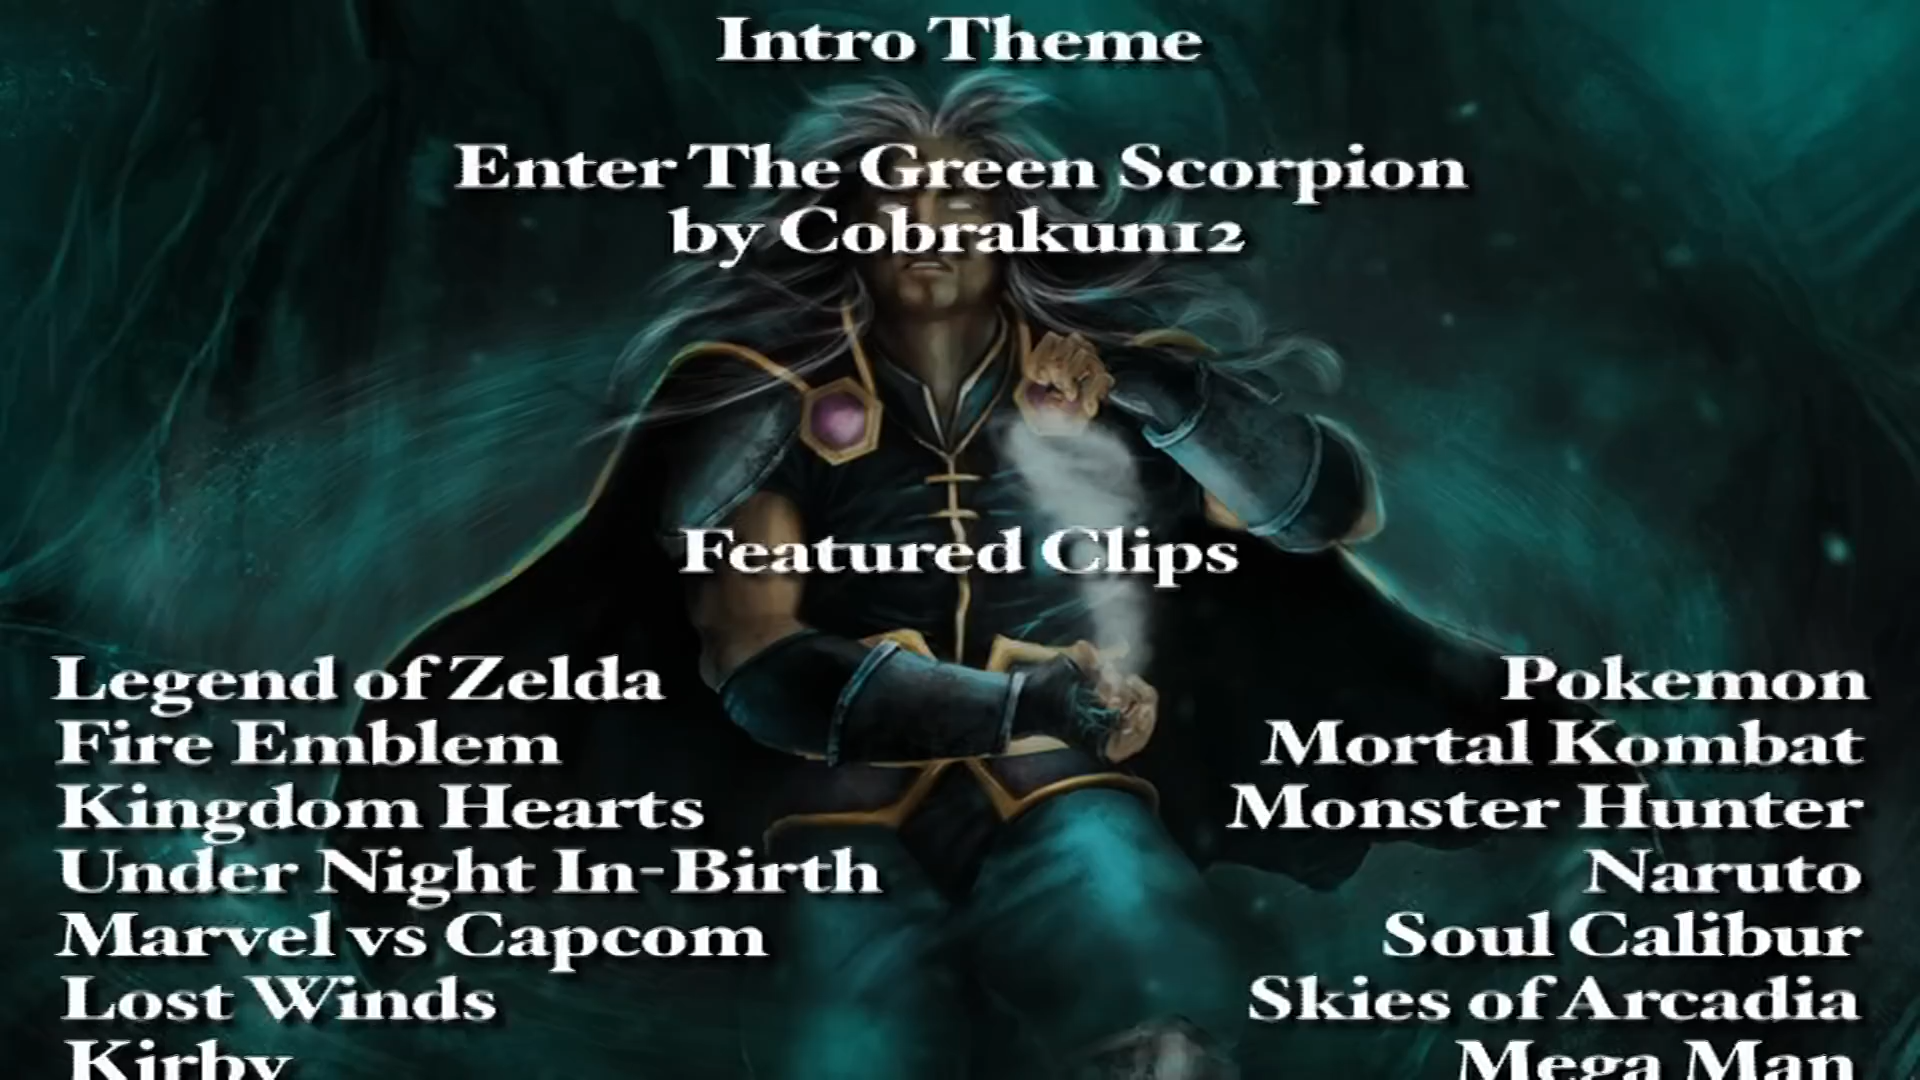 Intro Theme
Enter The Green Scorpion
by Cobrakun12
Featured Clips
Legend of Zelda
Fire Emblem
Kingdom Hearts
Under Night In-Birth
Marvel vs Capcom
Lost Winds
Kirby
Pokemon
Mortal Kombat
Monster Hunter
Naruto
Soul Calibur
Skies of Arcadia
Mega Man